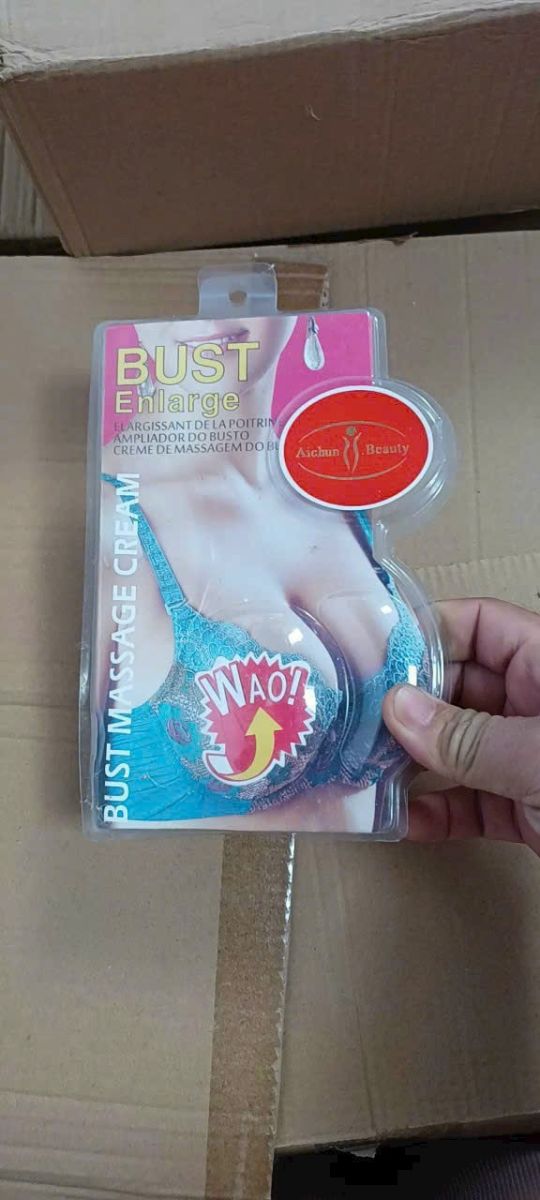 BUST
Enlarge
ELARGISSANT DE LA POITRIN
AMPLIADOR DO BUSTO
CREME DE MASSAGEM DO BU
Aichun Beauty
BUST MASSAGE CREAM
WAO!